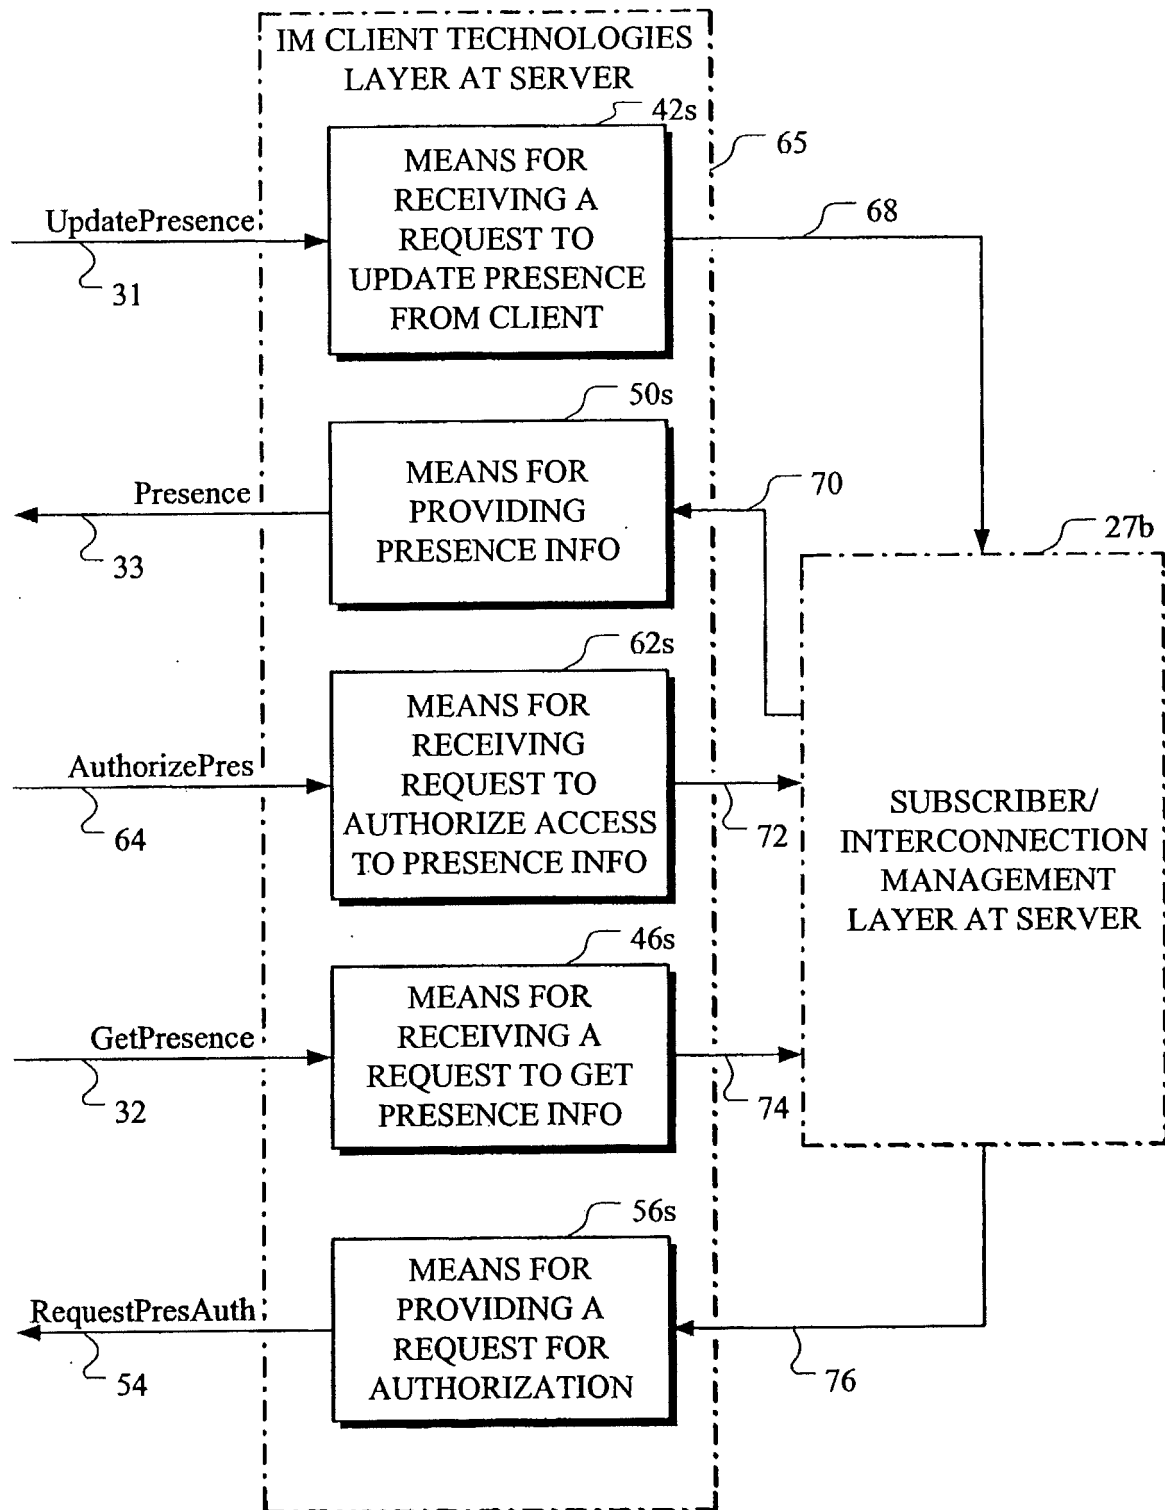 IM CLIENT TECHNOLOGIES
LAYER AT SERVER
42s
65
MEANS FOR
RECEIVING A
REQUEST TO
UPDATE PRESENCE
FROM CLIENT
UpdatePresence
31
68
50s
MEANS FOR
PROVIDING
PRESENCE INFO
Presence
33
70
27b
62s
MEANS FOR
RECEIVING
REQUEST TO
AUTHORIZE ACCESS
TO PRESENCE INFO
AuthorizePres
64
72
SUBSCRIBER/
INTERCONNECTION
MANAGEMENT
LAYER AT SERVER
46s
MEANS FOR
RECEIVING A
REQUEST TO GET
PRESENCE INFO
GetPresence
32
74
56s
MEANS FOR
PROVIDING A
REQUEST FOR
AUTHORIZATION
RequestPresAuth
54
76